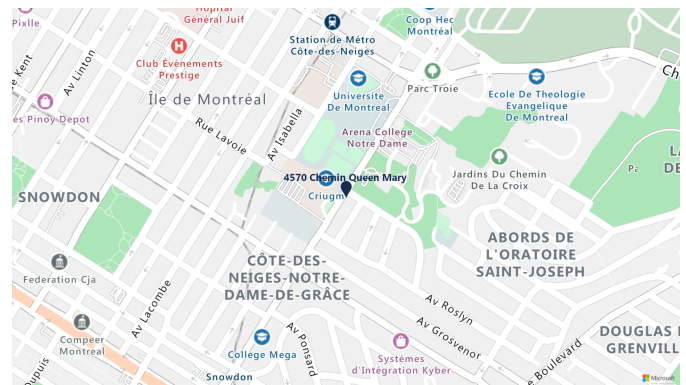 Pixlle
Hôpital
Général Juif
Coop Hec
Montréal
Station de Métro
Côte-des-Neiges
Av Linton
Club Événements
Prestige
Ch
Kent
Parc Troie
Université
De Montreal
Ecole De Theologie
Evangelique
De Montreal
Île de Montréal
es Pinoy Depot
Rue Lavoie
Av Isabella
Arena College
Notre Dame
Jardins Du Chemin
De La Croix
4570 Chemin Queen Mary
Criugm
SNOWDON
ABORDS DE
L'ORATOIRE
SAINT-JOSEPH
CÔTE-DES-
NEIGES-NOTRE-
DAME-DE-GRÂCE
Federation Cja
Av Lacombe
Av Roslyn
Av Grosvenor
Compeer
Montreal
Collège Mega
Av Ponsard
Systèmes
d'Intégration Kyber
DOUGLAS
GRENVILL
e Boulevard
Dupuis
Snowdon
Microsoft